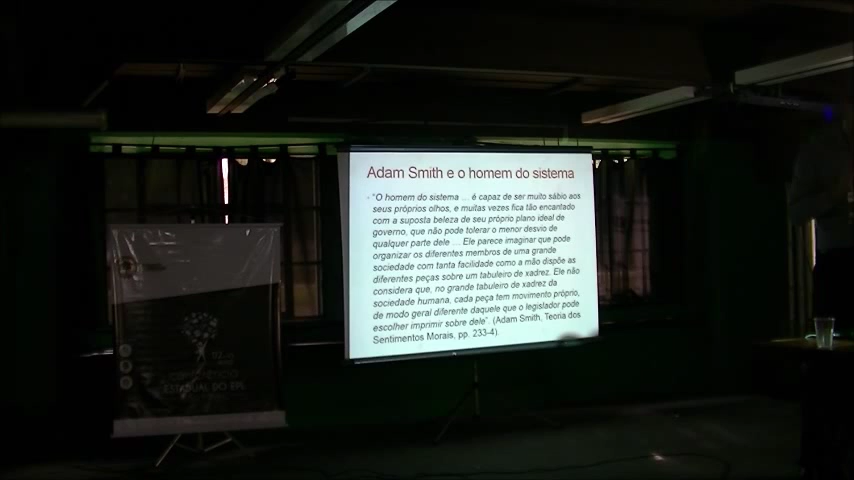 Adam Smith e o homem do sistema
"O homem do sistema ... é capaz de ser muito sábio aos
seus próprios olhos, e muitas vezes fica tão encantado
com a suposta beleza de seu próprio plano ideal de
governo, que não pode tolerar o menor desvio de
qualquer parte dele ... Ele parece imaginar que pode
organizar os diferentes membros de uma grande
sociedade com tanta facilidade como a mão dispõe as
diferentes peças sobre um tabuleiro de xadrez. Ele não
considera que, no grande tabuleiro de xadrez da
sociedade humana, cada peça tem movimento próprio,
de modo geral diferente daquele que o legislador pode
escolher imprimir sobre dele". (Adam Smith, Teoria dos
Sentimentos Morais, pp. 233-4).
ESTADUAL DO EPL